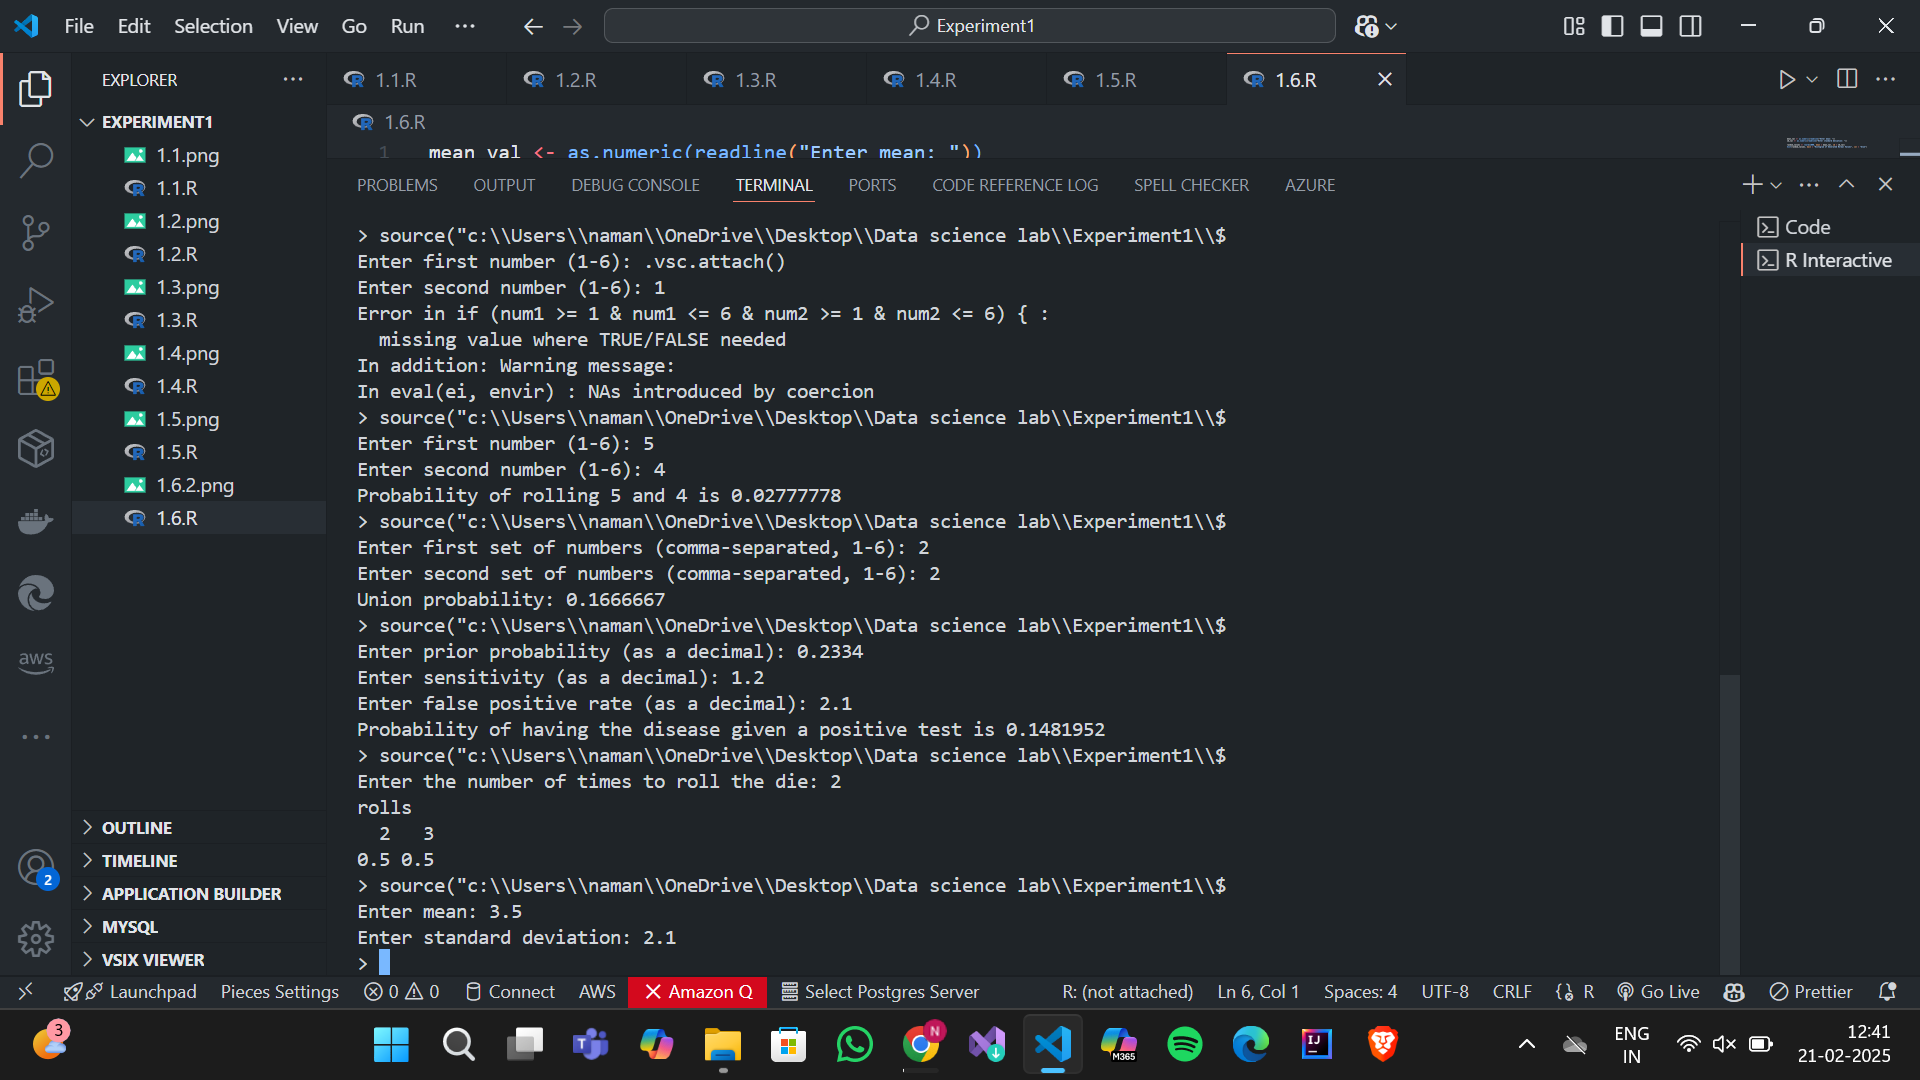 File Edit Selection View Go Run ···
Experiment1
EXPLORER
1.1.R
1.2.R
1.3.R
1.4.R
1.5.R
1.6.R
EXPERIMENT1
1.1.png
1.1.R
1.2.png
1.2.R
1.3.png
1.3.R
1.4.png
1.4.R
1.5.png
1.5.R
1.6.2.png
1.6.R
OUTLINE
TIMELINE
APPLICATION BUILDER
MYSQL
VSIX VIEWER
aws
2
1.6.R
1 mean_val <- as.numeric(readline("Enter mean: "))
PROBLEMS OUTPUT DEBUG CONSOLE TERMINAL PORTS CODE REFERENCE LOG SPELL CHECKER AZURE
> source("c:\\Users\\naman\\OneDrive\\Desktop\\Data science lab\\Experiment1\\$
Enter first number (1-6): .vsc.attach()
Enter second number (1-6): 1
Error in if (num1 >= 1 & num1 <= 6 & num2 >= 1 & num2 <= 6) { :
  missing value where TRUE/FALSE needed
In addition: Warning message:
In eval(ei, envir) : NAs introduced by coercion
> source("c:\\Users\\naman\\OneDrive\\Desktop\\Data science lab\\Experiment1\\$
Enter first number (1-6): 5
Enter second number (1-6): 4
Probability of rolling 5 and 4 is 0.02777778
> source("c:\\Users\\naman\\OneDrive\\Desktop\\Data science lab\\Experiment1\\$
Enter first set of numbers (comma-separated, 1-6): 2
Enter second set of numbers (comma-separated, 1-6): 2
Union probability: 0.1666667
> source("c:\\Users\\naman\\OneDrive\\Desktop\\Data science lab\\Experiment1\\$
Enter prior probability (as a decimal): 0.2334
Enter sensitivity (as a decimal): 1.2
Enter false positive rate (as a decimal): 2.1
Probability of having the disease given a positive test is 0.1481952
> source("c:\\Users\\naman\\OneDrive\\Desktop\\Data science lab\\Experiment1\\$
Enter the number of times to roll the die: 2
rolls
  2   3
0.5 0.5
> source("c:\\Users\\naman\\OneDrive\\Desktop\\Data science lab\\Experiment1\\$
Enter mean: 3.5
Enter standard deviation: 2.1
>
Code
R Interactive
Launchpad Pieces Settings 0 0 Connect AWS Amazon Q Select Postgres Server R: (not attached) Ln 6, Col 1 Spaces: 4 UTF-8 CRLF R Go Live Prettier
3
T
N
M365
IJ
ENG
IN
12:41
21-02-2025